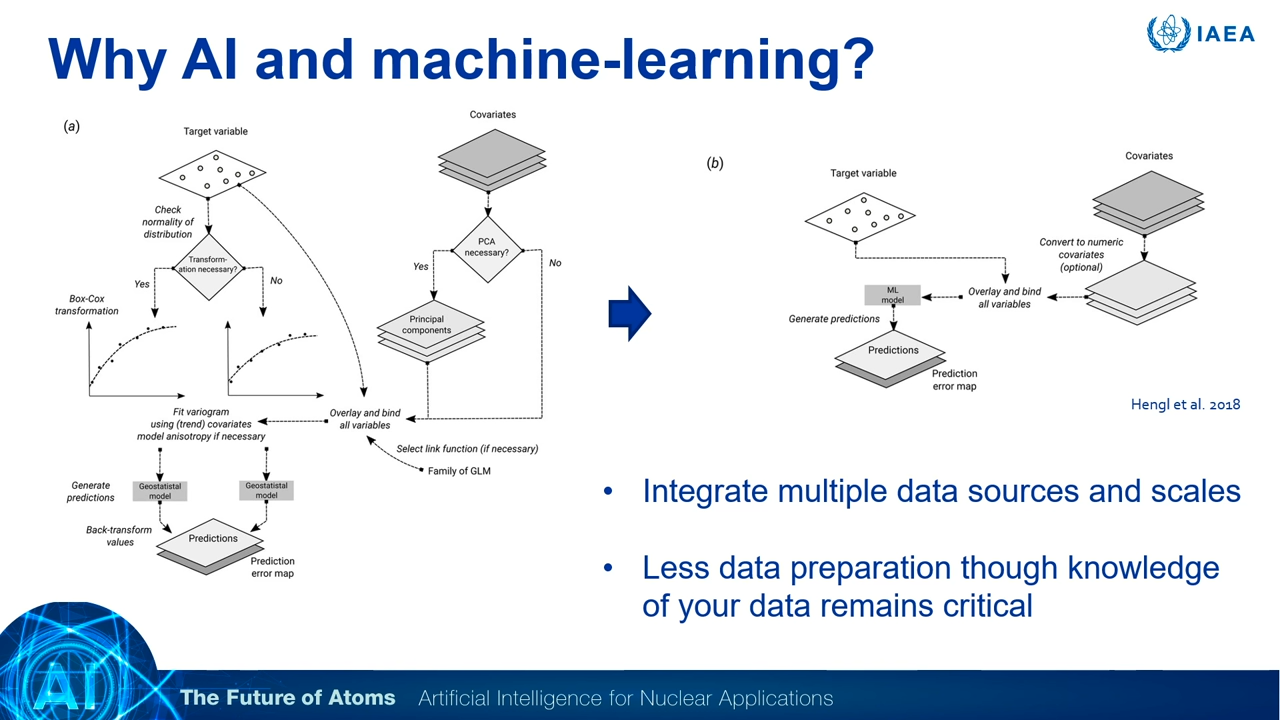 IAEA
Why AI and machine-learning?
(a)
Target variable
Covariates
Check
normality of
distribution
Transform-
ation necessary?
Yes
No
Box-Cox
transformation
PCA
necessary?
Yes
No
Principal
components
Fit variogram
using (trend) covariates
model anisotropy if necessary
Overlay and bind
all variables
Select link function (if necessary)
Family of GLM
Generate
predictions
Geostatistal
model
Geostatistal
model
Back-transform
values
Predictions
Prediction
error map
(b)
Target variable
Covariates
Convert to numeric
covariates
(optional)
Overlay and bind
all variables
ML
model
Generate predictions
Predictions
Prediction
error map
Hengl et al. 2018
• Integrate multiple data sources and scales
• Less data preparation though knowledge
of your data remains critical
AI
The Future of Atoms Artificial Intelligence for Nuclear Applications